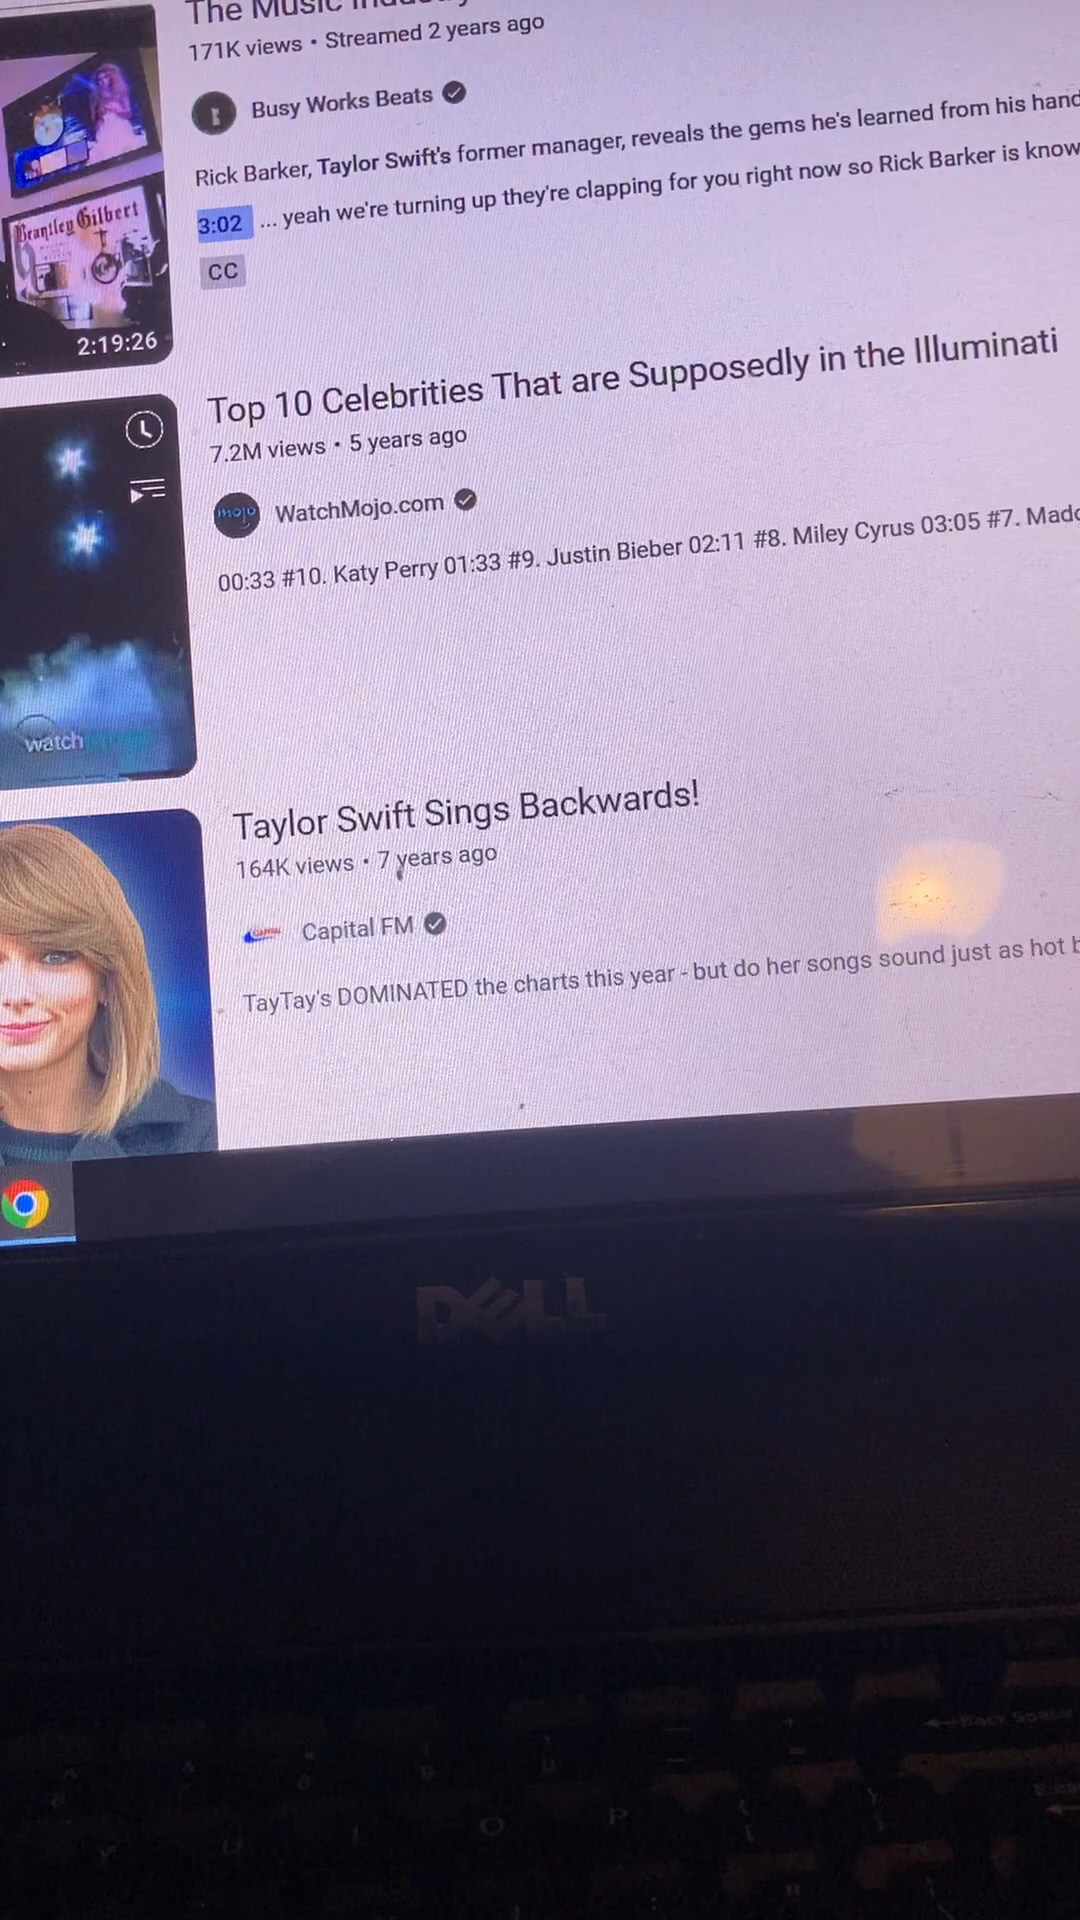 The Music
171K views • Streamed 2 years ago
Busy Works Beats
Rick Barker, Taylor Swift's former manager, reveals the gems he's learned from his hand
3:02 ... yeah we're turning up they're clapping for you right now so Rick Barker is know
CC
Brantley Gilbert
2:19:26
Top 10 Celebrities That are Supposedly in the Illuminati
7.2M views • 5 years ago
mojo WatchMojo.com
00:33 #10. Katy Perry 01:33 #9. Justin Bieber 02:11 #8. Miley Cyrus 03:05 #7. Mado
watch
Taylor Swift Sings Backwards!
164K views • 7 years ago
Capital FM
TayTay's DOMINATED the charts this year - but do her songs sound just as hot b
DELL
Back Space
O P